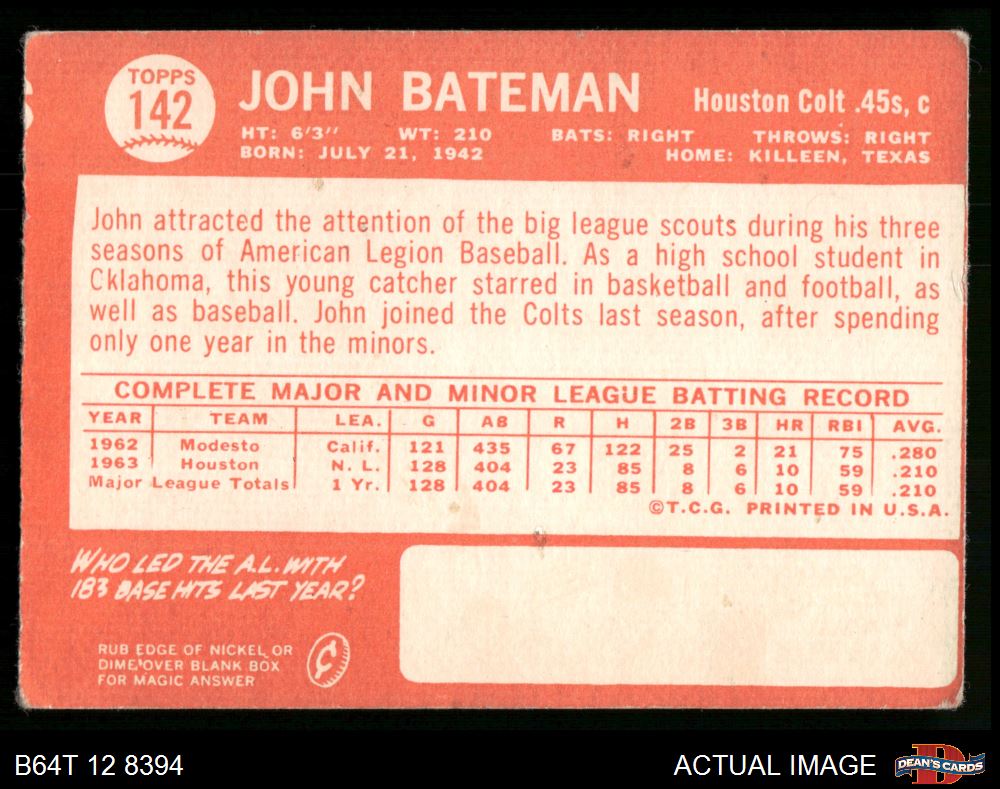 TOPPS
142
JOHN BATEMAN
Houston Colt .45s, C
HT: 6'3'' WT: 210 BATS: RIGHT THROWS: RIGHT
BORN: JULY 21, 1942 HOME: KILLEEN, TEXAS
John attracted the attention of the big league scouts during his three
seasons of American Legion Baseball. As a high school student in
Cklahoma, this young catcher starred in basketball and football, as
well as baseball. John joined the Colts last season, after spending
only one year in the minors.
COMPLETE MAJOR AND MINOR LEAGUE BATTING RECORD
YEAR TEAM LEA. G AB R H 2B 3B HR RBI AVG.
1962 Modesto Calif. 121 435 67 122 25 2 21 75 .280
1963 Houston N. L. 128 404 23 85 8 6 10 59 .210
Major League Totals 1 Yr. 128 404 23 85 8 6 10 59 .210
©T.C.G. PRINTED IN U.S.A.
WHO LED THE A.L. WITH
183 BASE HITS LAST YEAR?
RUB EDGE OF NICKEL OR
DIME OVER BLANK BOX
FOR MAGIC ANSWER
¢
B64T 12 8394
ACTUAL IMAGE
D
DEAN'S CARDS